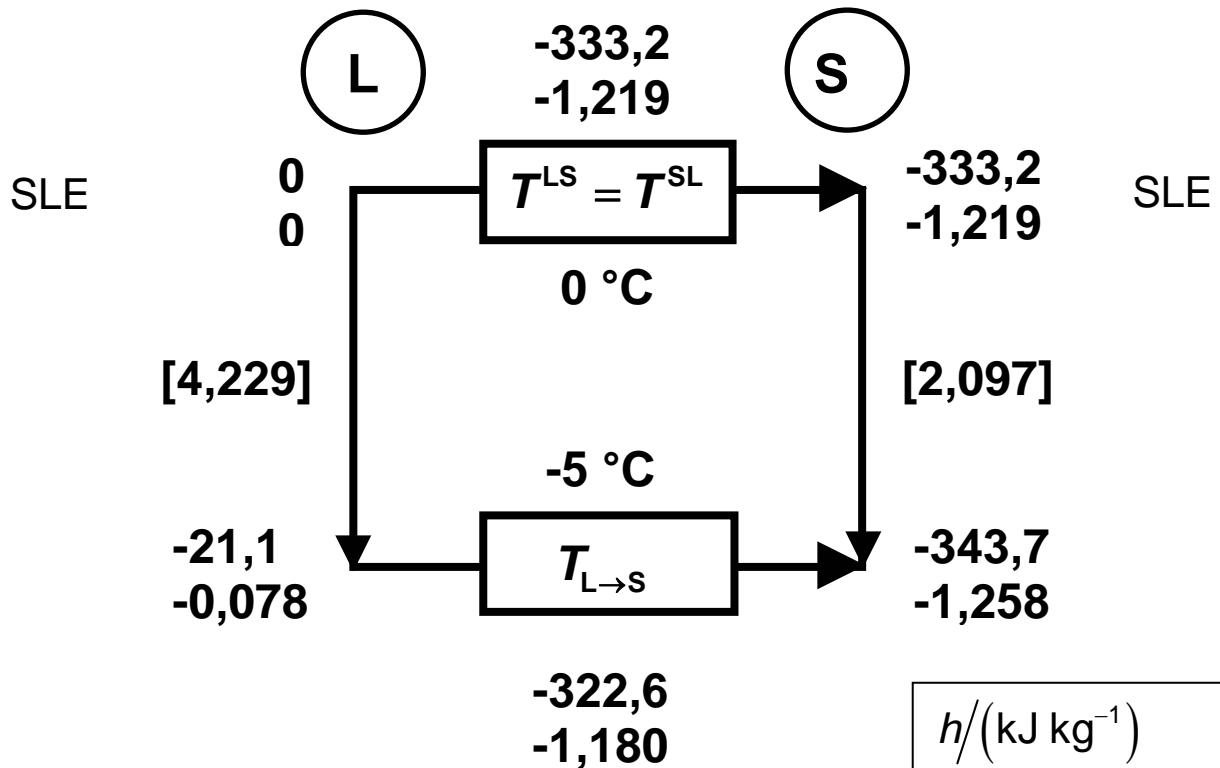 L
-333,2
-1,219
S
SLE
0
0
T^LS = T^SL
-333,2
-1,219
SLE
0 °C
[4,229]
[2,097]
-5 °C
-21,1
-0,078
T_L→S
-343,7
-1,258
-322,6
-1,180
h/(kJ kg⁻¹)